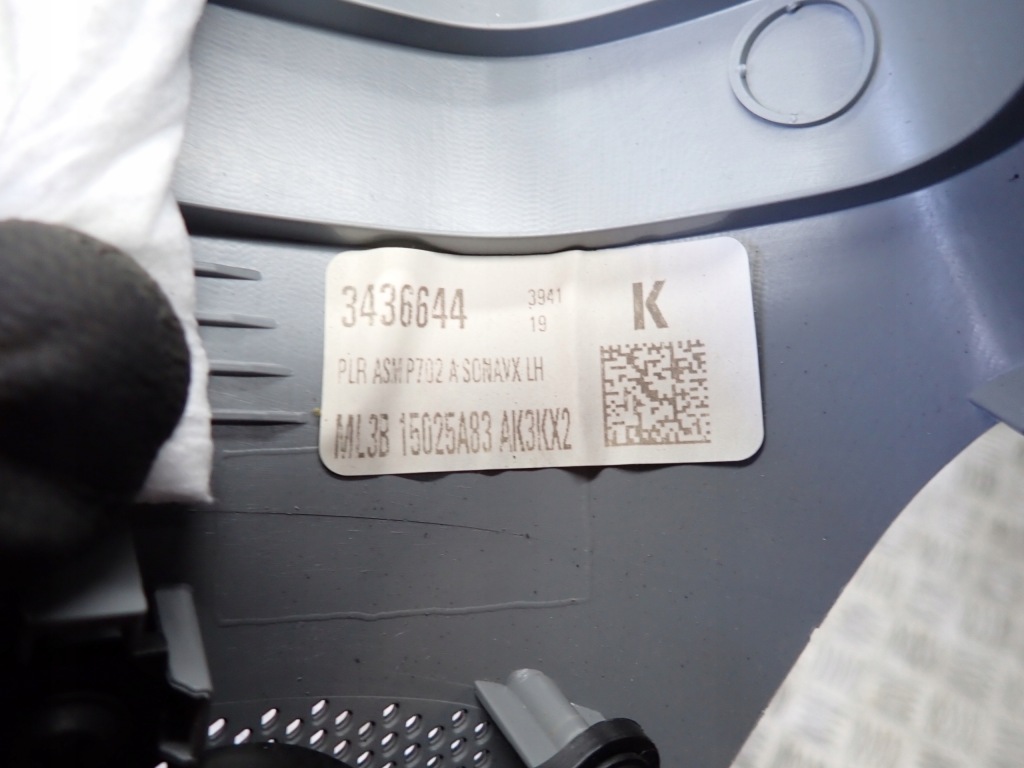 3436644
3941
19
K
PLR ASM P702 A SCNAVX LH
ML3B 15025A83 AK3KX2